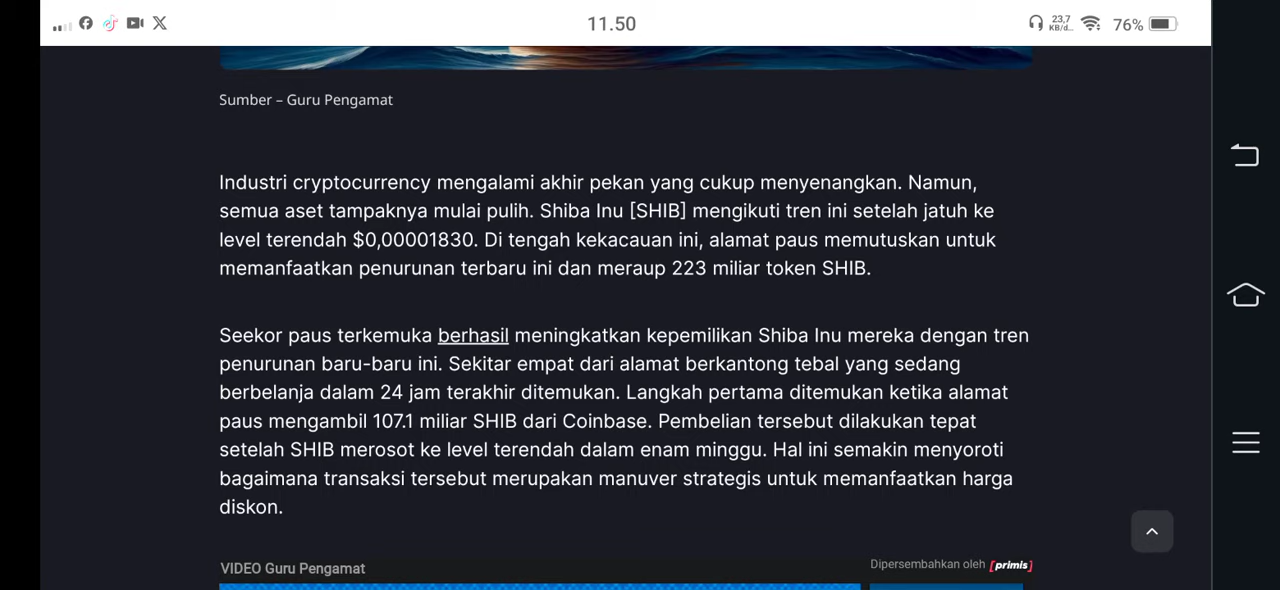 11.50
23,7
KB/d...
76%
Sumber – Guru Pengamat
Industri cryptocurrency mengalami akhir pekan yang cukup menyenangkan. Namun,
semua aset tampaknya mulai pulih. Shiba Inu [SHIB] mengikuti tren ini setelah jatuh ke
level terendah $0,00001830. Di tengah kekacauan ini, alamat paus memutuskan untuk
memanfaatkan penurunan terbaru ini dan meraup 223 miliar token SHIB.
Seekor paus terkemuka berhasil meningkatkan kepemilikan Shiba Inu mereka dengan tren
penurunan baru-baru ini. Sekitar empat dari alamat berkantong tebal yang sedang
berbelanja dalam 24 jam terakhir ditemukan. Langkah pertama ditemukan ketika alamat
paus mengambil 107.1 miliar SHIB dari Coinbase. Pembelian tersebut dilakukan tepat
setelah SHIB merosot ke level terendah dalam enam minggu. Hal ini semakin menyoroti
bagaimana transaksi tersebut merupakan manuver strategis untuk memanfaatkan harga
diskon.
VIDEO Guru Pengamat
Dipersembahkan oleh [primis]